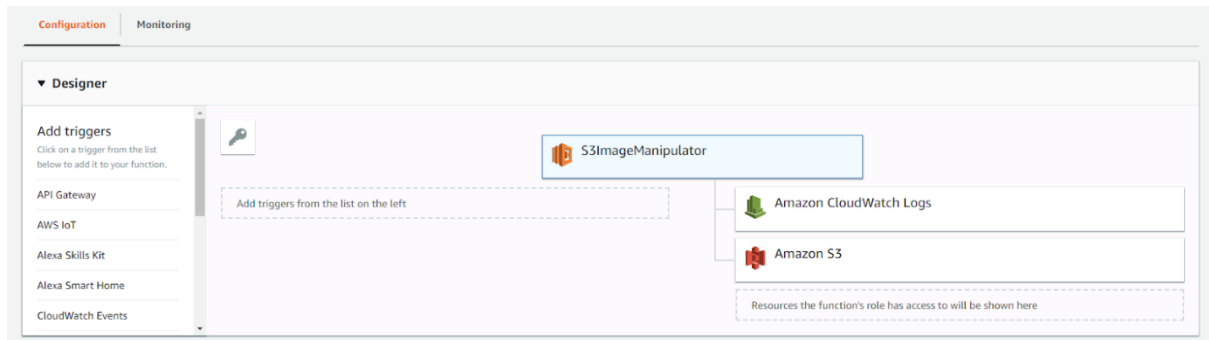 Configuration
Monitoring
Designer
Add triggers
Click on a trigger from the list
below to add it to your function.
API Gateway
AWS IoT
Alexa Skills Kit
Alexa Smart Home
CloudWatch Events
S3ImageManipulator
Add triggers from the list on the left
Amazon CloudWatch Logs
Amazon S3
Resources the function's role has access to will be shown here